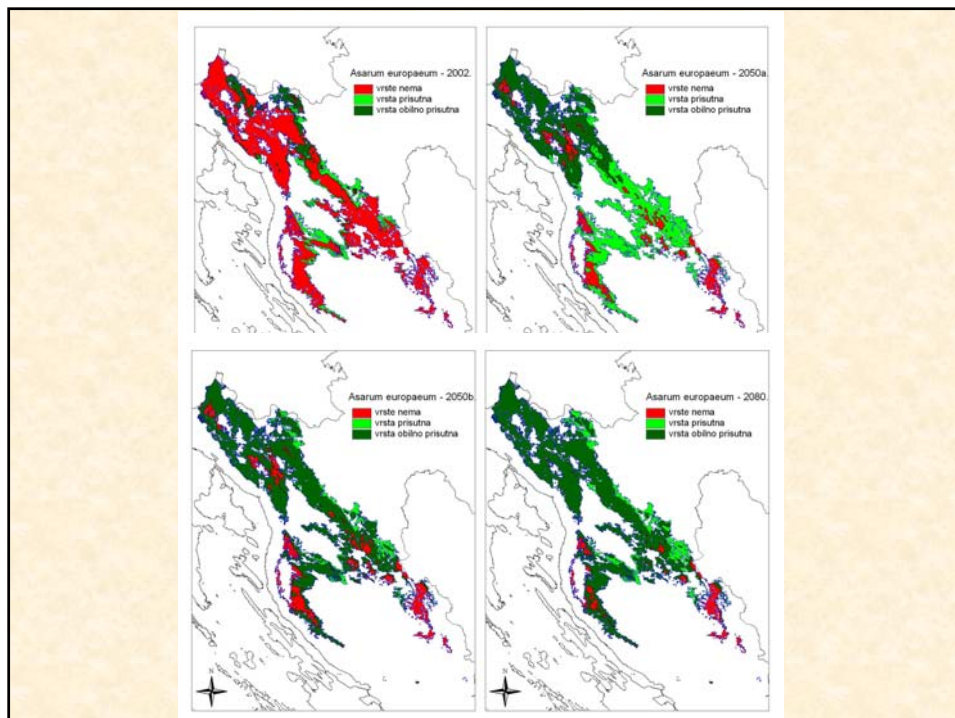 Asarum europaeum - 2002.
vrste nema
vrsta prisutna
vrsta obilno prisutna
Asarum europaeum - 2050a.
vrste nema
vrsta prisutna
vrsta obilno prisutna
Asarum europaeum - 2050b.
vrste nema
vrsta prisutna
vrsta obilno prisutna
Asarum europaeum - 2080.
vrste nema
vrsta prisutna
vrsta obilno prisutna
N
N